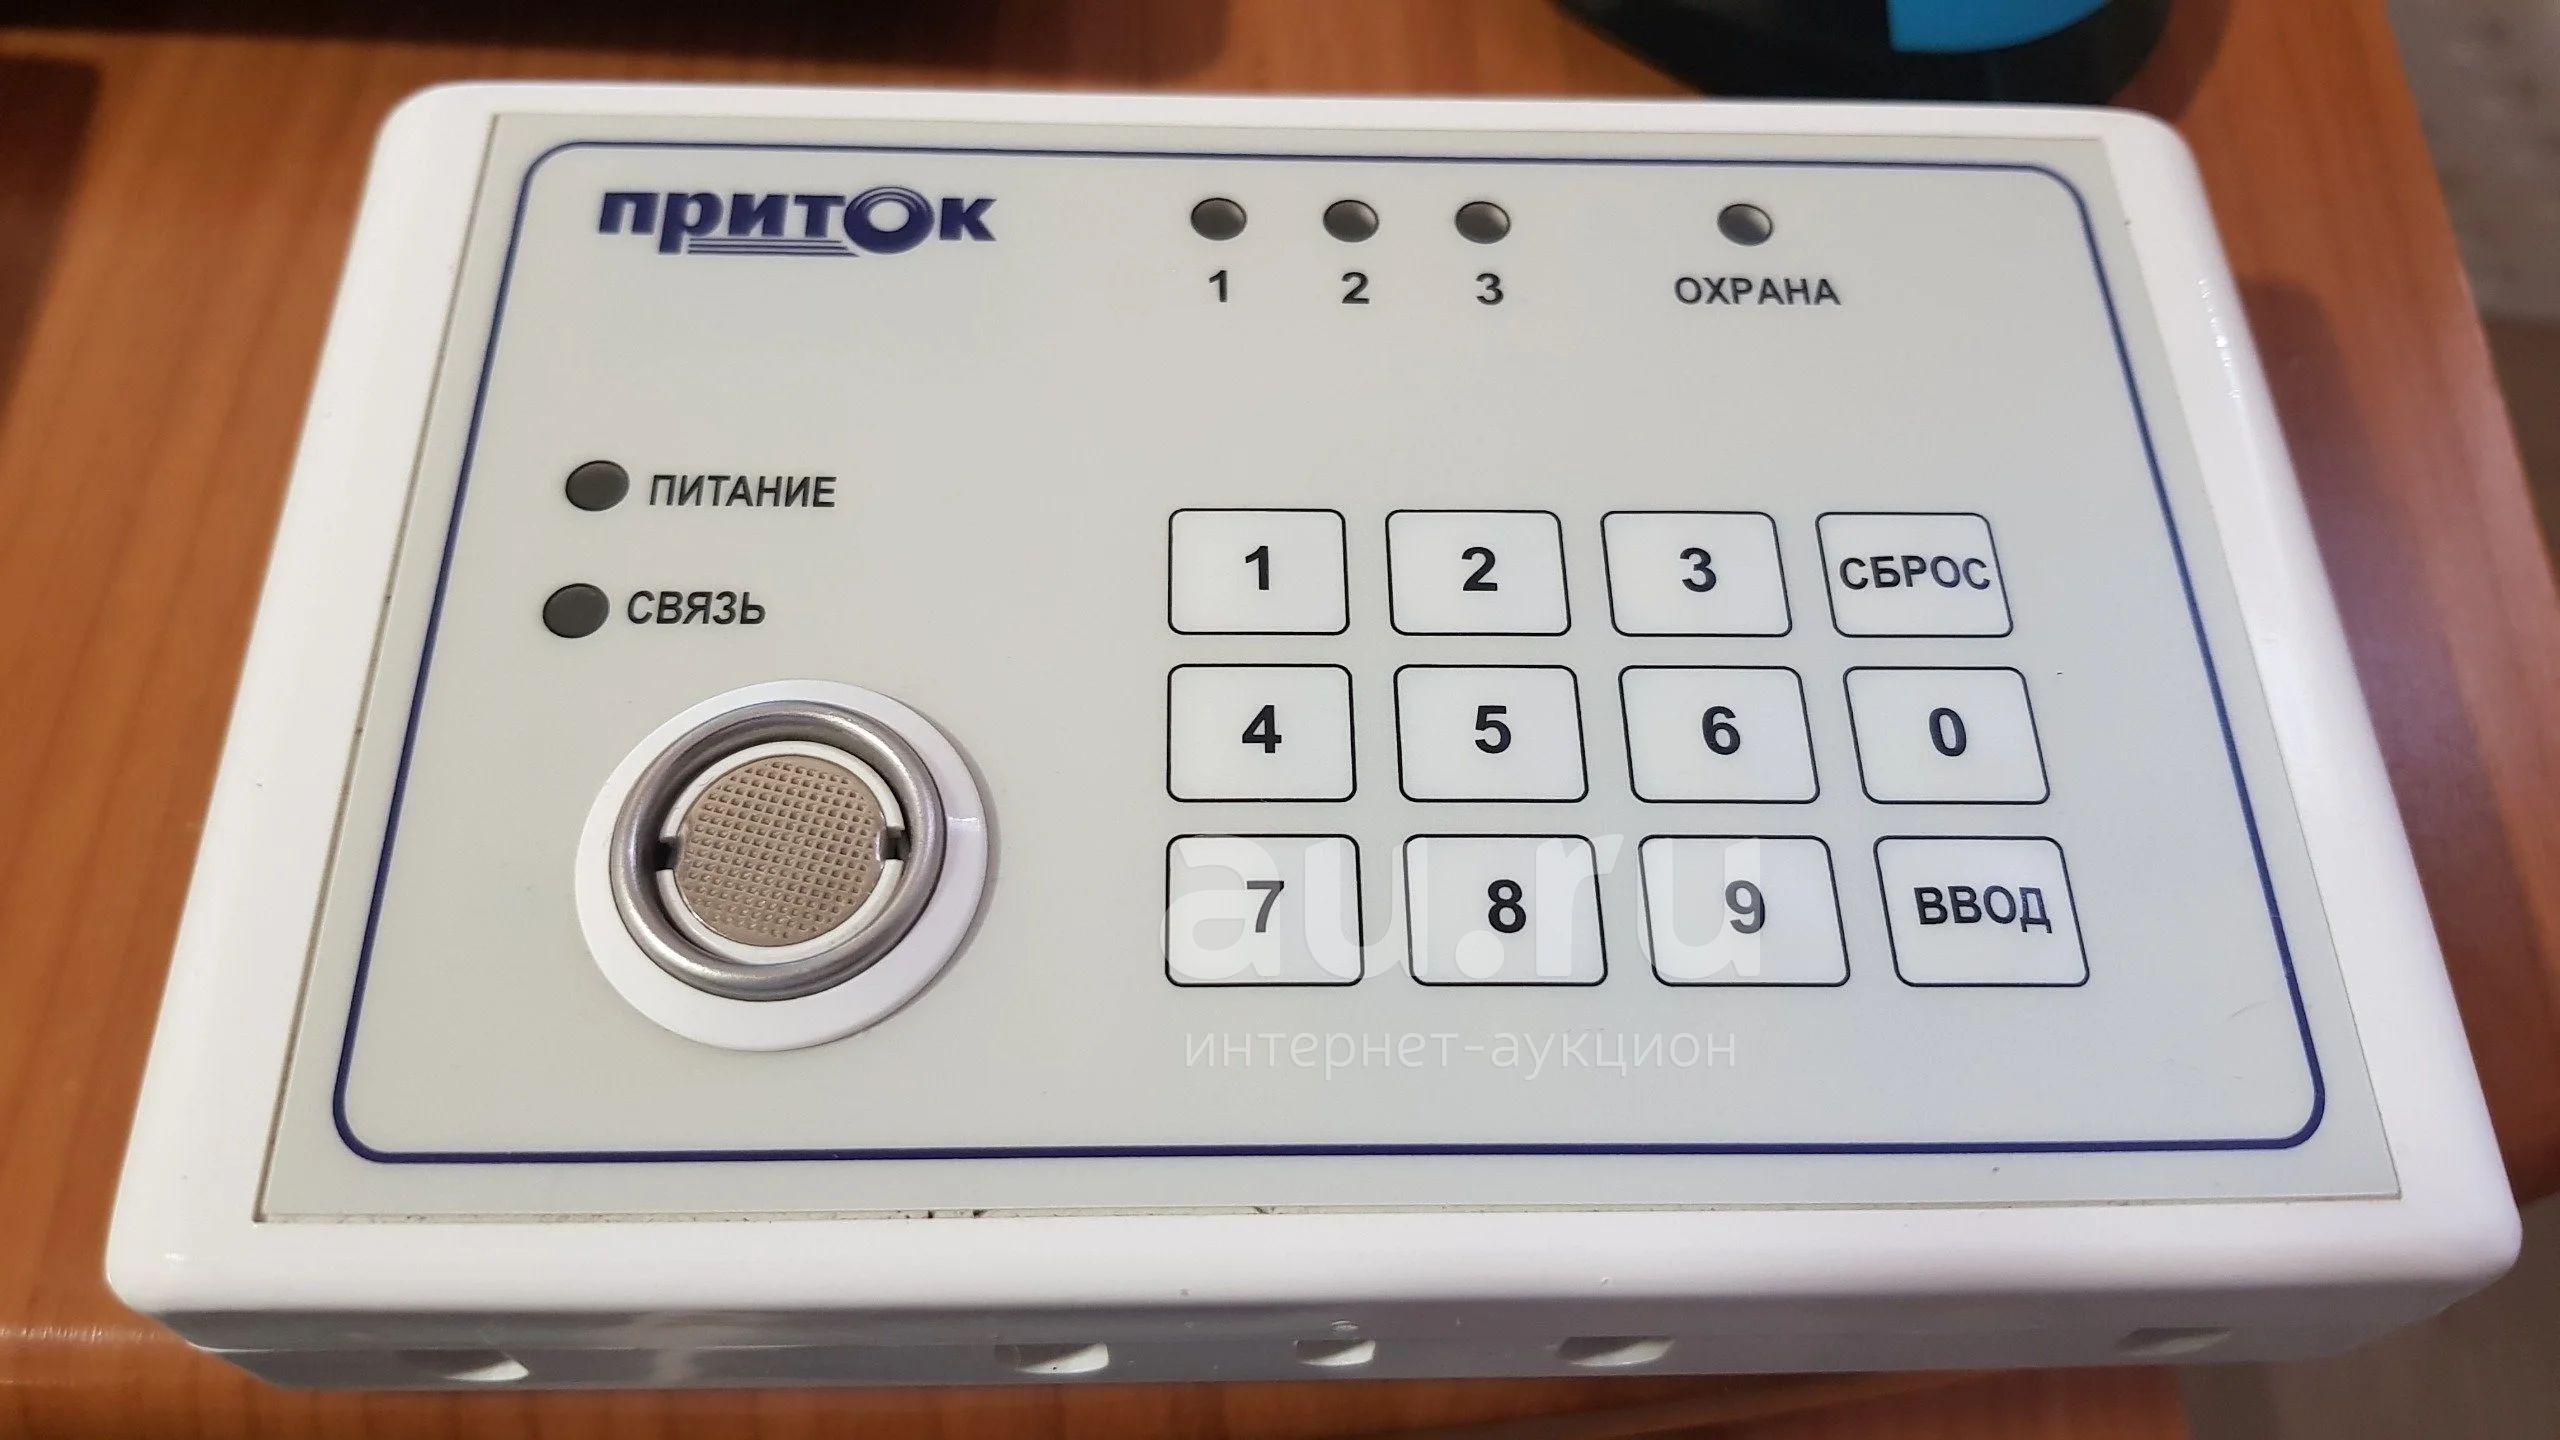 ПРИТОК
1 2 3 ОХРАНА
ПИТАНИЕ
СВЯЗЬ
1 2 3 СБРОС
4 5 6 0
7 8 9 ВВОД
au.ru
интернет-аукцион